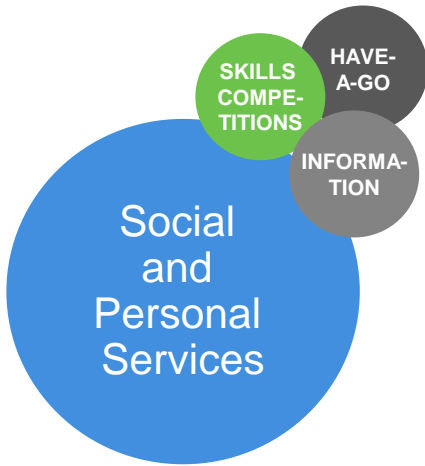 HAVE-
A-GO
SKILLS
COMPE-
TITIONS
INFORMA-
TION
Social
and
Personal
Services